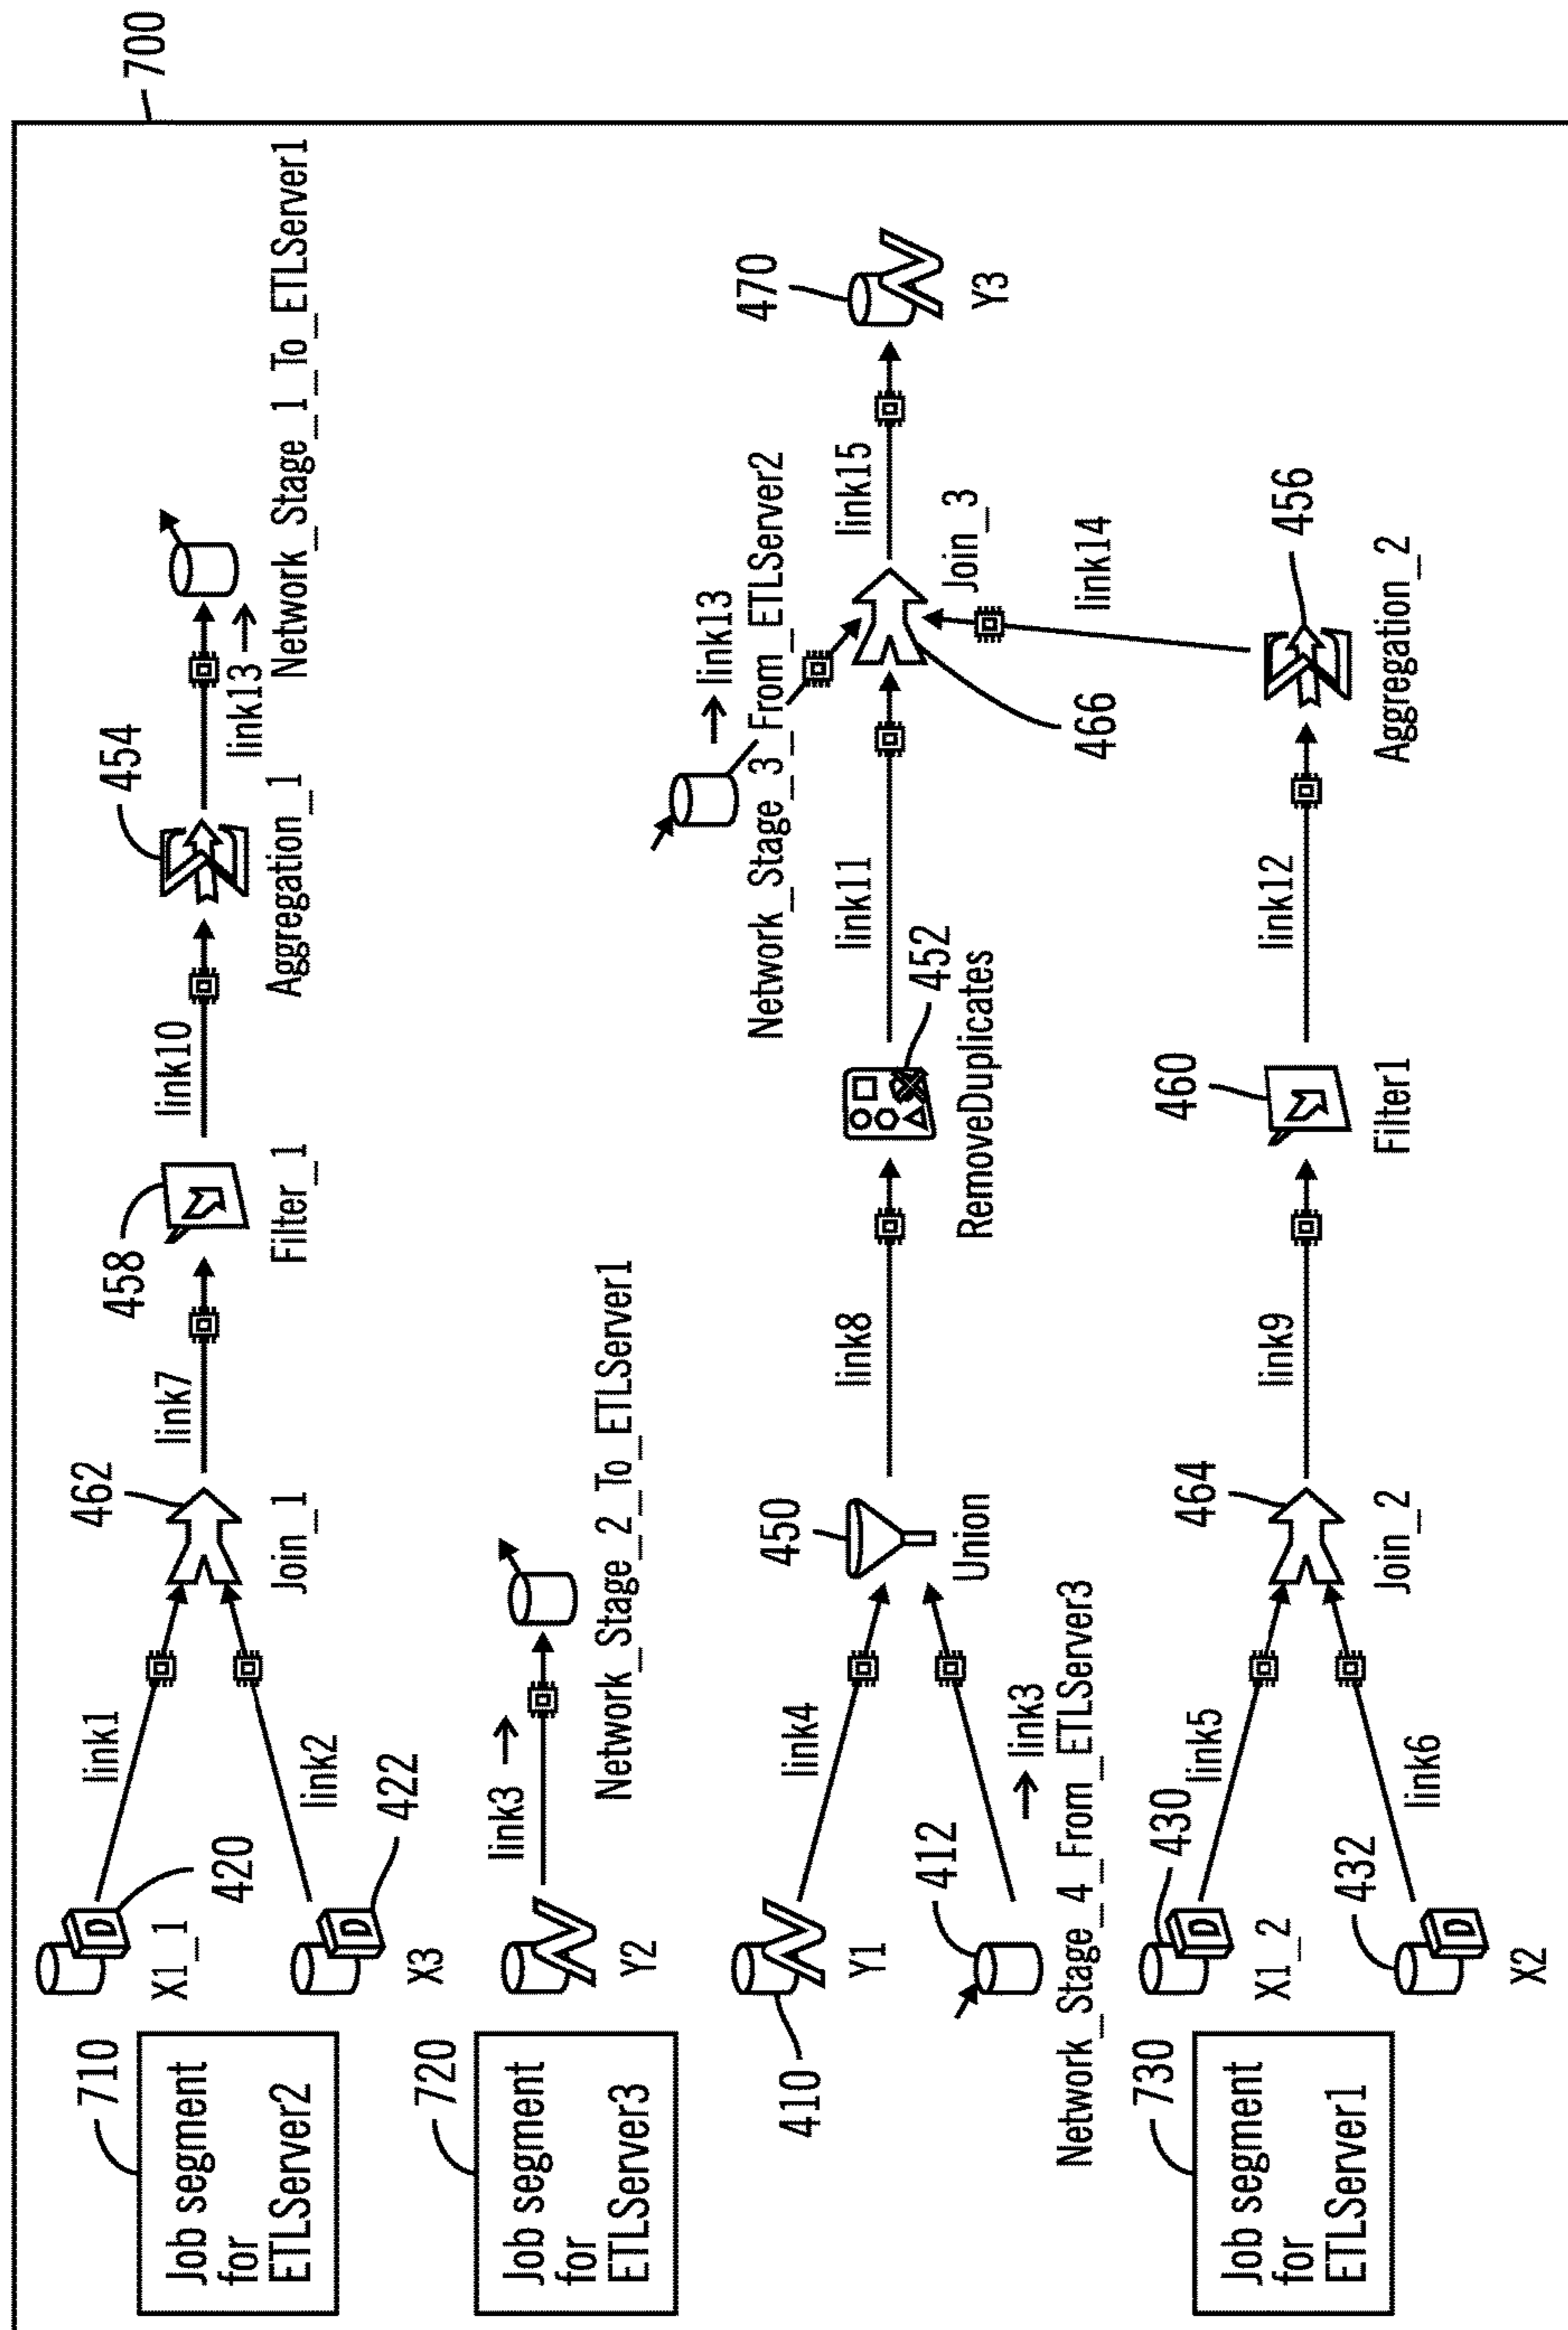 700
710
Job segment
for
ETLServer2
X1_1
420
link1
X3
422
link2
462
Join_1
link7
458
Filter_1
link10
454
Aggregation_1
link13
Network_Stage_1_To_ETLServer1
720
Job segment
for
ETLServer3
Y2
link3
Network_Stage_2_To_ETLServer1
410
Y1
link4
412
link3
Network_Stage_4_From_ETLServer3
450
Union
link8
452
RemoveDuplicates
link11
Network_Stage_3_From_ETLServer2
link13
466
Join_3
link15
470
Y3
730
Job segment
for
ETLServer1
430
X1_2
link5
432
X2
link6
464
Join_2
link9
460
Filter1
link12
456
Aggregation_2
link14